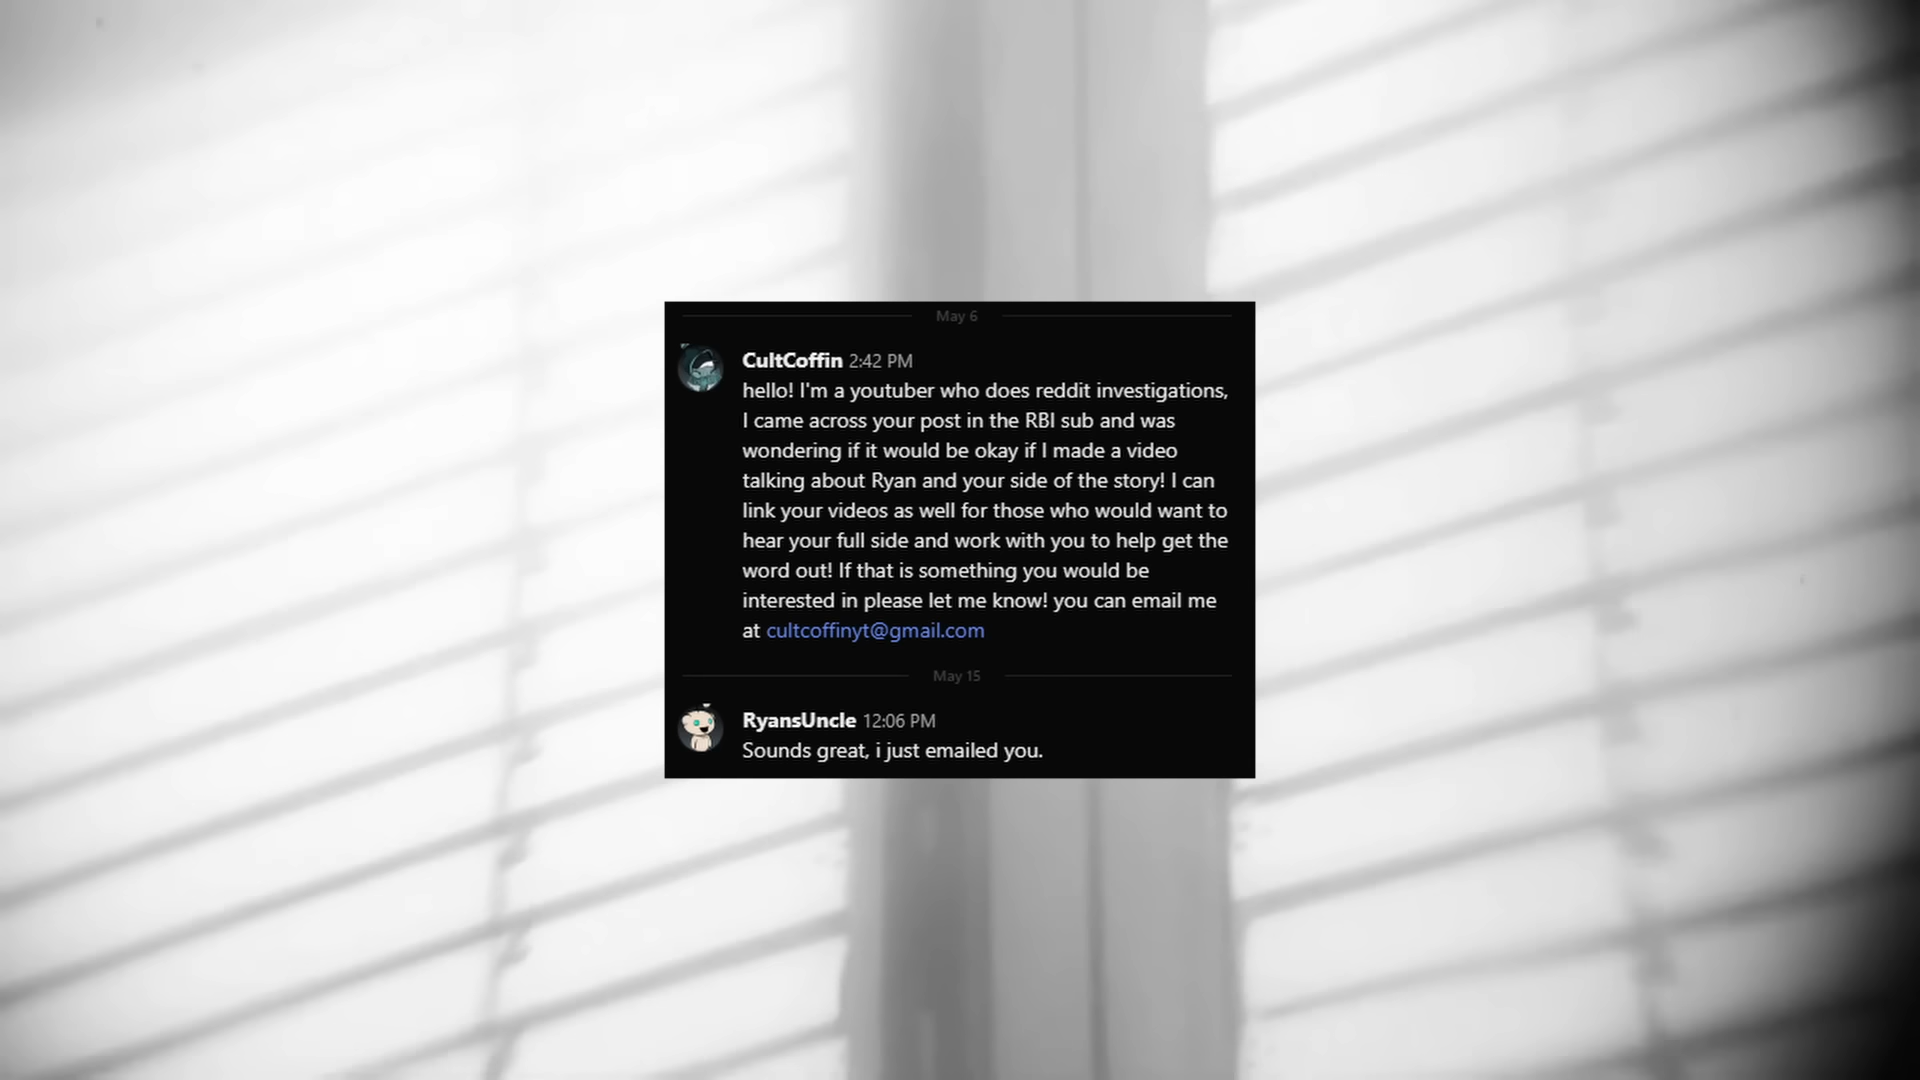 May 6
CultCoffin 2:42 PM
hello! I'm a youtuber who does reddit investigations,
I came across your post in the RBI sub and was
wondering if it would be okay if I made a video
talking about Ryan and your side of the story! I can
link your videos as well for those who would want to
hear your full side and work with you to help get the
word out! If that is something you would be
interested in please let me know! you can email me
at cultcoffinyt@gmail.com
May 15
RyansUncle 12:06 PM
Sounds great, i just emailed you.